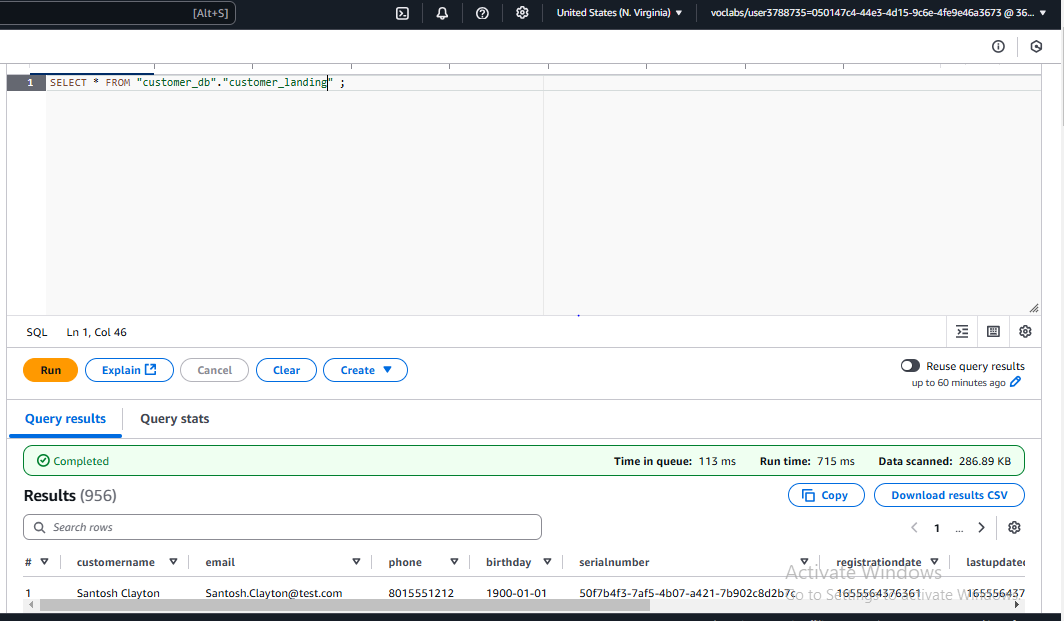 [Alt+S] United States (N. Virginia) ▼ voclabs/user3788735=050147c4-44e3-4d15-9c6e-4fe9e46a3673 @ 36... ▼
1 SELECT * FROM "customer_db"."customer_landing" ;
SQL Ln 1, Col 46
Run Explain Cancel Clear Create ▼ Reuse query results
up to 60 minutes ago
Query results Query stats
Completed Time in queue: 113 ms Run time: 715 ms Data scanned: 286.89 KB
Results (956) Copy Download results CSV
Search rows
1 ...
# customername email phone birthday serialnumber registrationdate lastupdated
Activate Windows
1 Santosh Clayton Santosh.Clayton@test.com 8015551212 1900-01-01 50f7b4f3-7af5-4b07-a421-7b902c8d2b7c 1655564376361 165556437
Go to Settings to activate Windows.